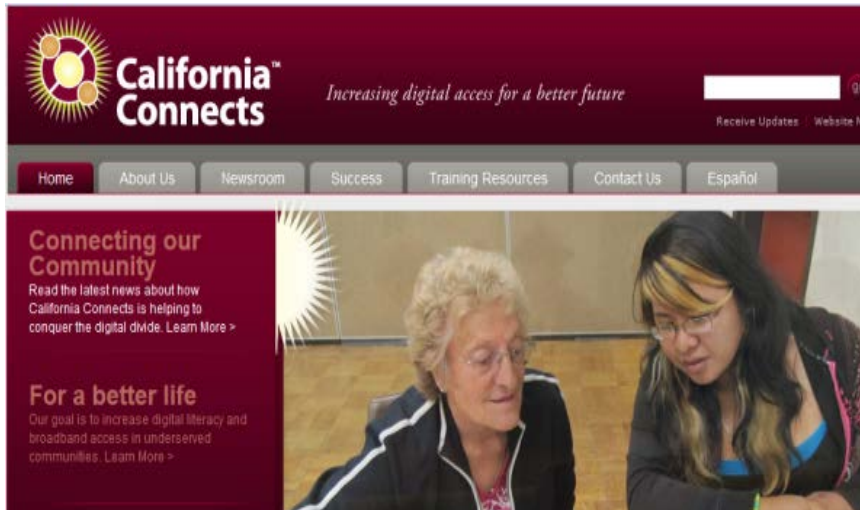 California™
Connects
Increasing digital access for a better future
Receive Updates Website
Home About Us Newsroom Success Training Resources Contact Us Español
Connecting our
Community
Read the latest news about how
California Connects is helping to
conquer the digital divide. Learn More >
For a better life
Our goal is to increase digital literacy and
broadband access in underserved
communities. Learn More >